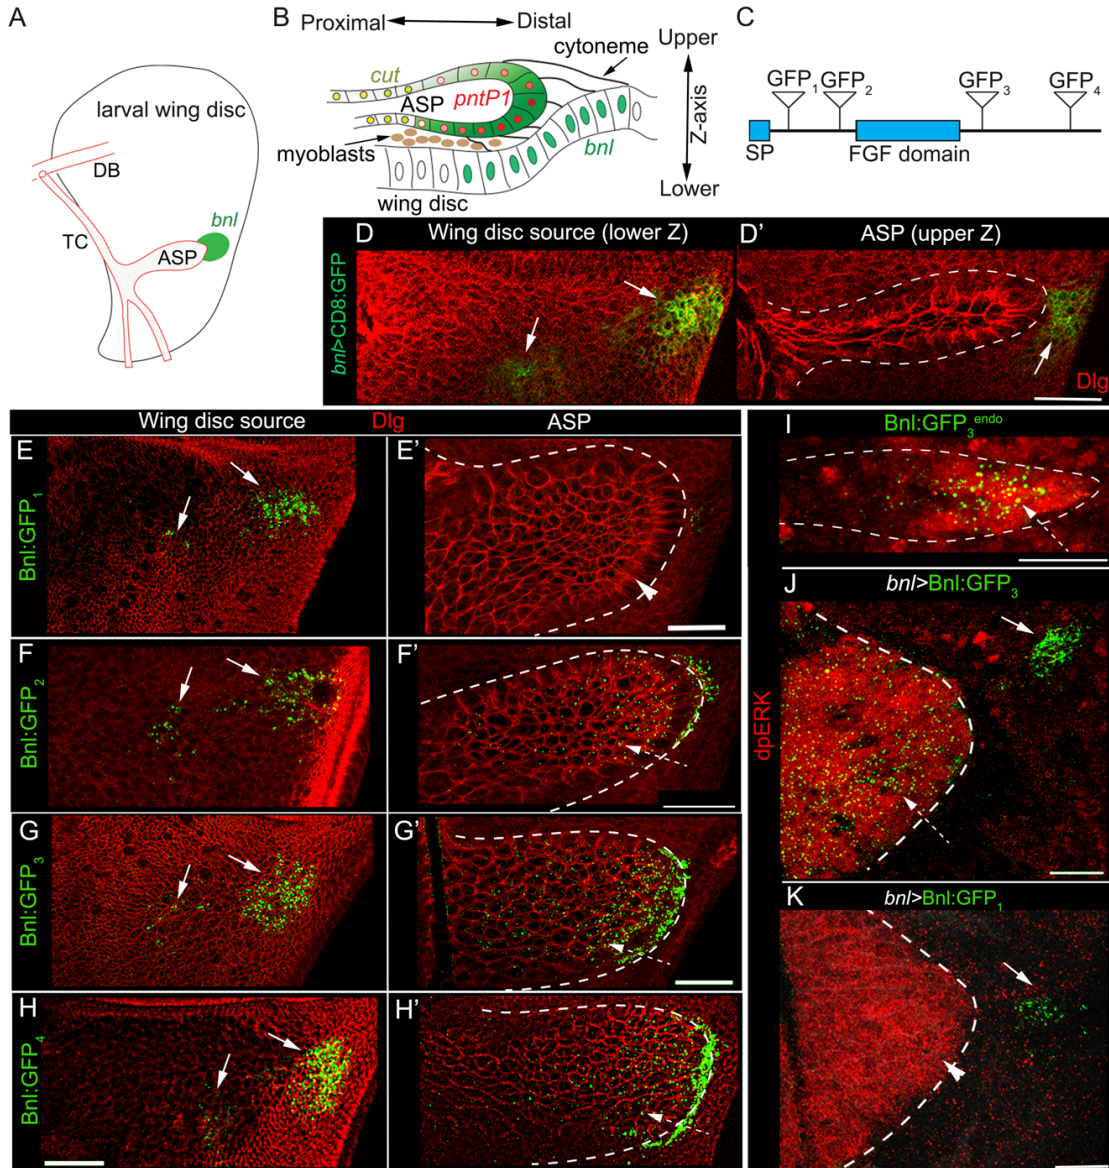 A
larval wing disc
DB
TC
bnl
ASP
B
Proximal
Distal
cytoneme
Upper
cut
ASP
pntP1
Z-axis
myoblasts
bnl
Lower
wing disc
C
GFP1
GFP2
GFP3
GFP4
SP
FGF domain
D
Wing disc source (lower Z)
D'
ASP (upper Z)
bnl>CD8:GFP
Dlg
Wing disc source
Dlg
ASP
E
E'
Bnl:GFP1
F
F'
Bnl:GFP2
G
G'
Bnl:GFP3
H
H'
Bnl:GFP4
I
Bnl:GFP3endo
J
bnl>Bnl:GFP3
dpERK
K
bnl>Bnl:GFP1